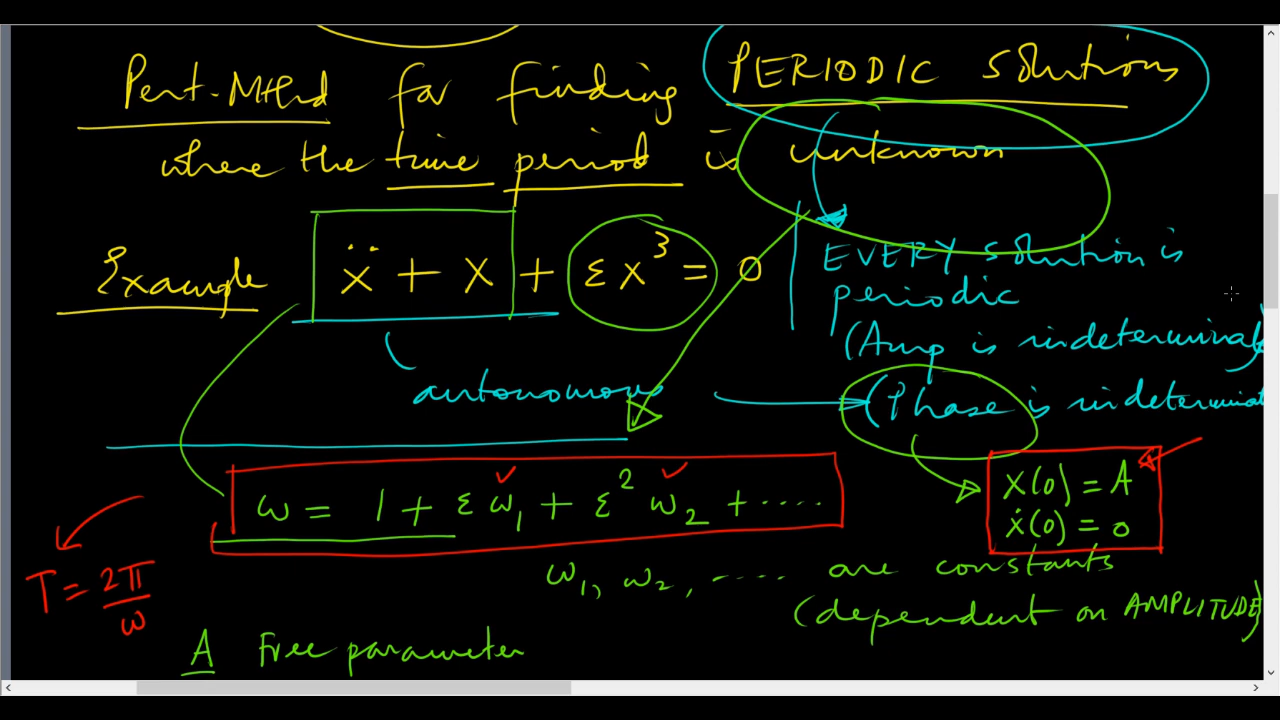 Pert-Mthd for finding PERIODIC solutions
where the time period is unknown
Example ẍ + x + εx³ = 0
EVERY solution is
periodic
(Amp is indeterminate)
autonomous
(Phase is indeterminat
ω = 1 + εω₁ + ε²ω₂ + ....
x(0) = A
ẋ(0) = 0
T = 2π/ω
ω₁, ω₂, ..... are constants
(dependent on AMPLITUDE)
A Free parameter